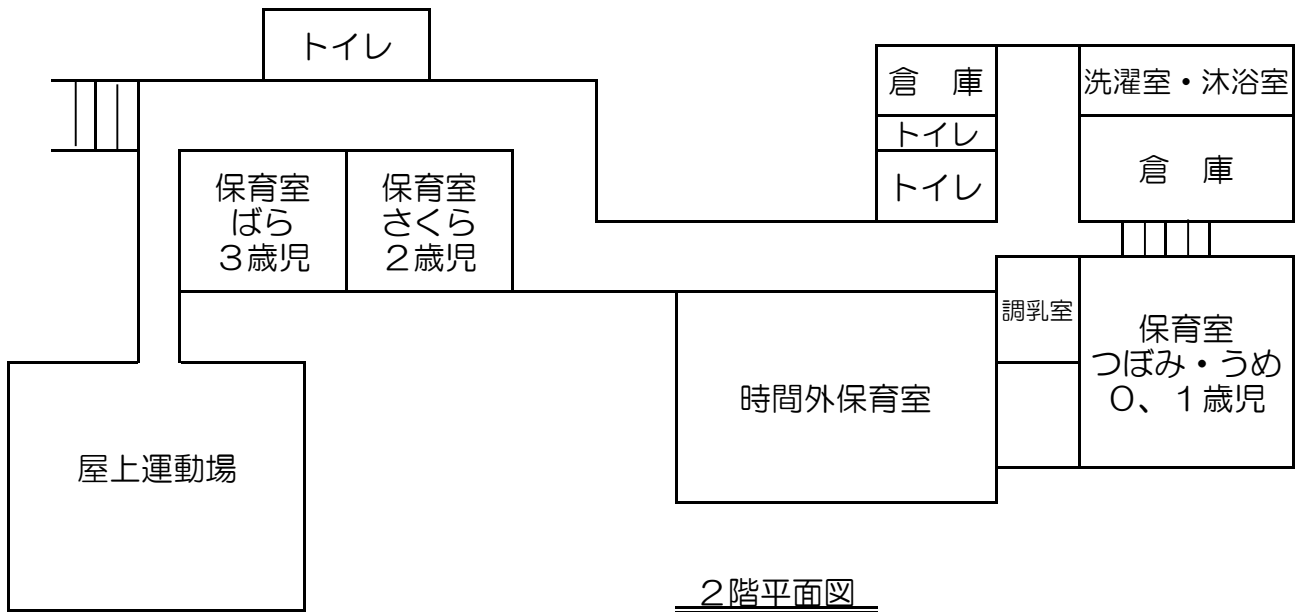 トイレ
倉　庫
洗濯室・沐浴室
トイレ
トイレ
倉　庫
保育室
ばら
３歳児
保育室
さくら
２歳児
調乳室
保育室
つぼみ・うめ
０、１歳児
時間外保育室
屋上運動場
２階平面図